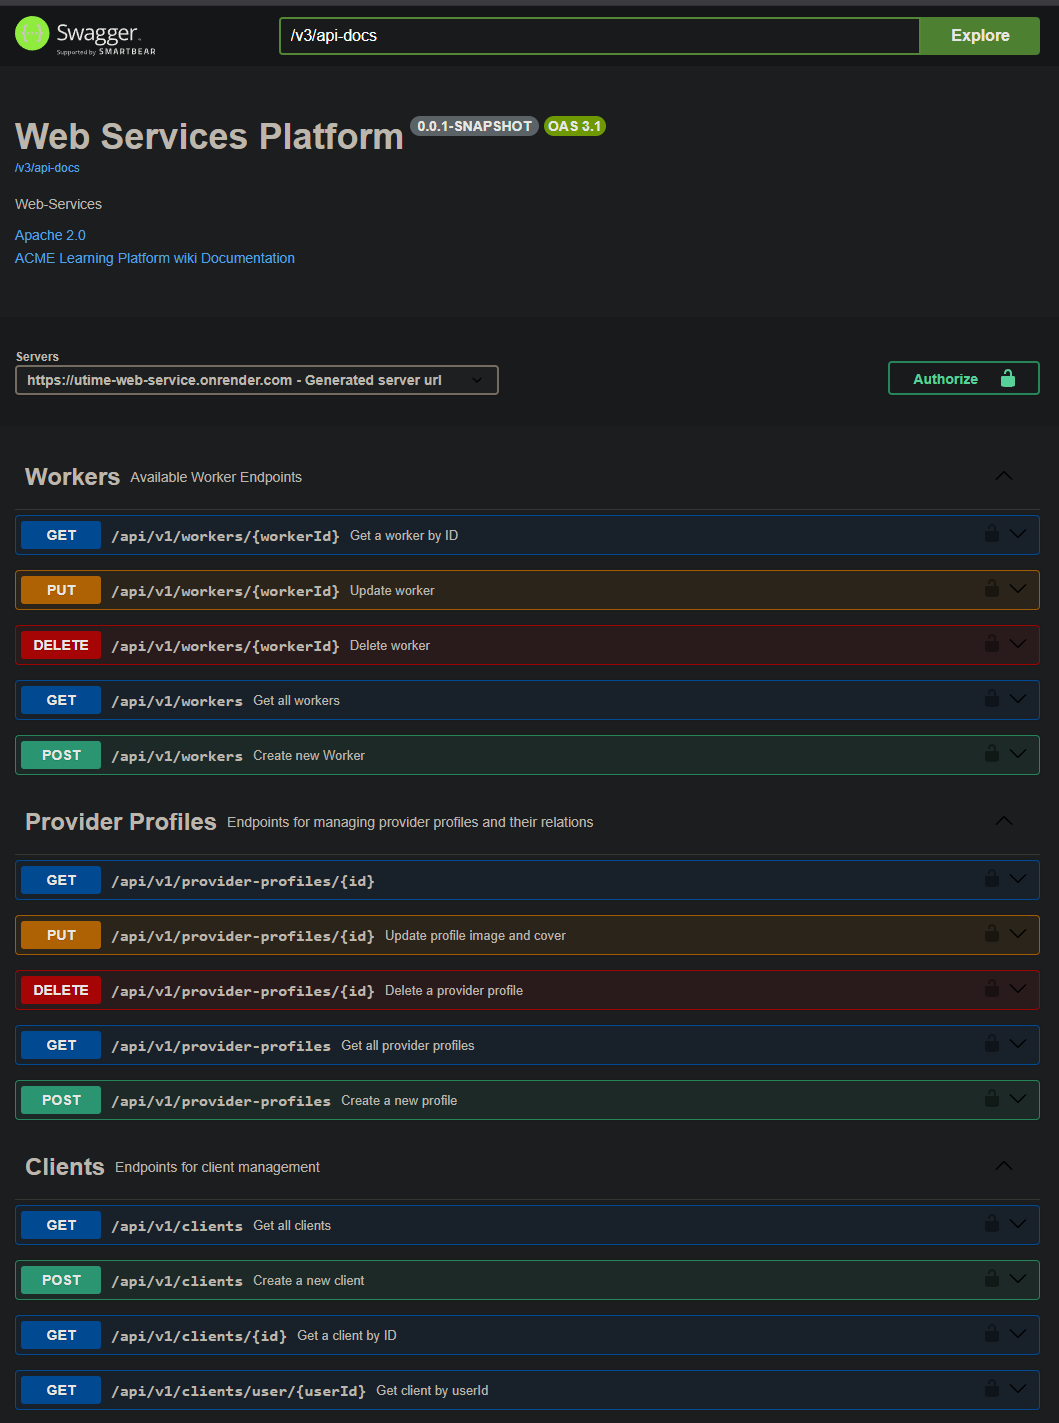 Swagger.
Supported by SMARTBEAR
/v3/api-docs
Explore
Web Services Platform 0.0.1-SNAPSHOT OAS 3.1
/v3/api-docs
Web-Services
Apache 2.0
ACME Learning Platform wiki Documentation
Servers
https://utime-web-service.onrender.com - Generated server url
Authorize
Workers Available Worker Endpoints
GET /api/v1/workers/{workerId} Get a worker by ID
PUT /api/v1/workers/{workerId} Update worker
DELETE /api/v1/workers/{workerId} Delete worker
GET /api/v1/workers Get all workers
POST /api/v1/workers Create new Worker
Provider Profiles Endpoints for managing provider profiles and their relations
GET /api/v1/provider-profiles/{id}
PUT /api/v1/provider-profiles/{id} Update profile image and cover
DELETE /api/v1/provider-profiles/{id} Delete a provider profile
GET /api/v1/provider-profiles Get all provider profiles
POST /api/v1/provider-profiles Create a new profile
Clients Endpoints for client management
GET /api/v1/clients Get all clients
POST /api/v1/clients Create a new client
GET /api/v1/clients/{id} Get a client by ID
GET /api/v1/clients/user/{userId} Get client by userId